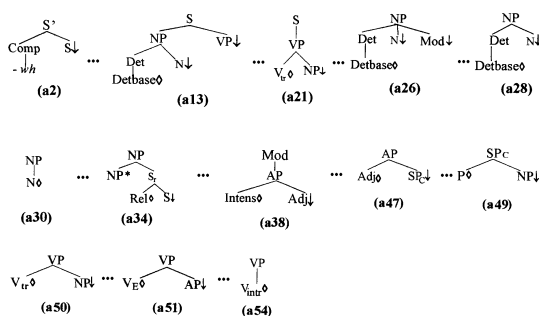 S' S S NP NP
Comp S↓ ... NP VP↓ ... VP ... Det N↓ Mod↓ ... Det N↓
- wh Det N↓ Vtr◊ NP↓ Detbase◊ Detbase◊
(a2) Detbase◊ (a21) (a26) (a28)
(a13)
NP NP Mod AP SPC
N◊ ... NP* Sr ... AP ... Adj◊ SPC↓ ... P◊ NP↓
(a30) Rel◊ S↓ Intens◊ Adj↓ (a47) (a49)
(a34) (a38)
VP VP VP
Vtr◊ NP↓ ... VE◊ AP↓ ... Vintr◊
(a50) (a51) (a54)